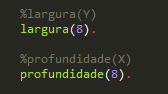 %largura(Y)
largura(8).
%profundidade(X)
profundidade(8).